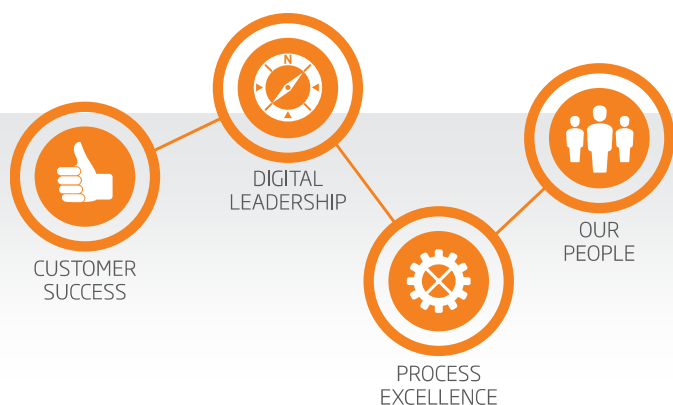 N
DIGITAL
LEADERSHIP
OUR
PEOPLE
CUSTOMER
SUCCESS
PROCESS
EXCELLENCE